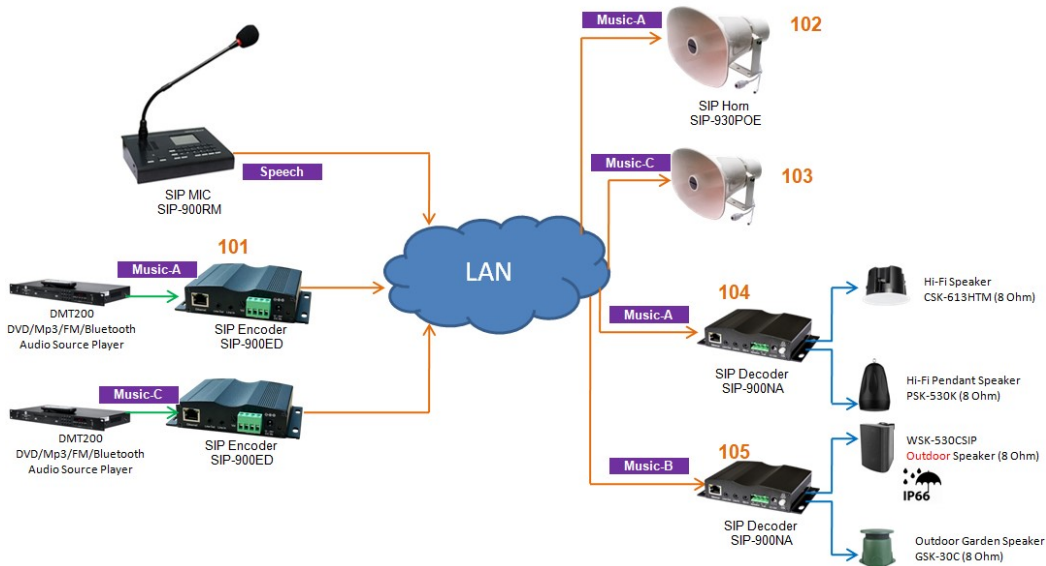 Music-A
102
SIP Horn
SIP-930POE
Speech
SIP MIC
SIP-900RM
Music-C
103
101
Music-A
DMT200
DVD/Mp3/FM/Bluetooth
Audio Source Player
SIP Encoder
SIP-900ED
LAN
104
Music-A
SIP Decoder
SIP-900NA
Hi-Fi Speaker
CSK-613HTM (8 Ohm)
Hi-Fi Pendant Speaker
PSK-530K (8 Ohm)
Music-C
DMT200
DVD/Mp3/FM/Bluetooth
Audio Source Player
SIP Encoder
SIP-900ED
105
Music-B
SIP Decoder
SIP-900NA
WSK-530CSIP
Outdoor Speaker (8 Ohm)
IP66
Outdoor Garden Speaker
GSK-30C (8 Ohm)